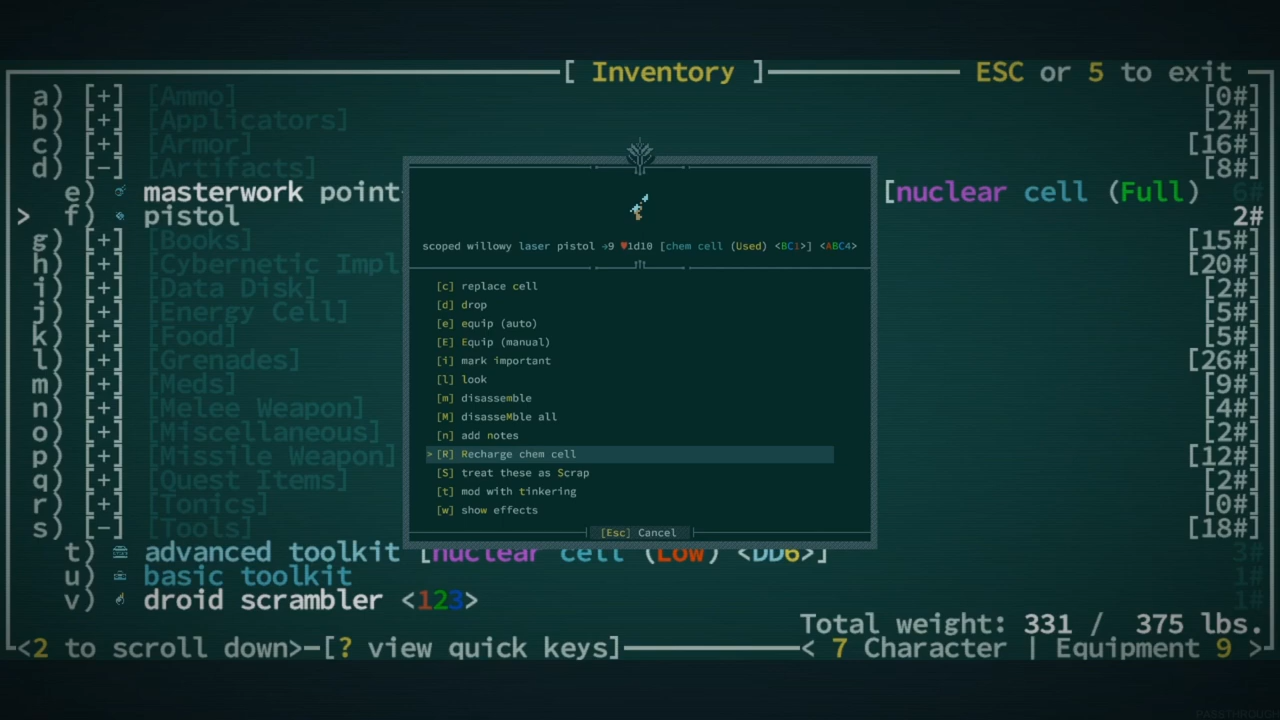 [ Inventory ] ESC or 5 to exit
a) [+] [Ammo] [0#]
b) [+] [Applicators] [2#]
c) [+] [Armor] [16#]
d) [-] [Artifacts] [8#]
e) masterwork point [nuclear cell (Full) 6#
> f) pistol 2#
g) [+] [Books] [15#]
h) [+] [Cybernetic Impl [20#]
i) [+] [Data Disk] [2#]
j) [+] [Energy Cell] [5#]
k) [+] [Food] [5#]
l) [+] [Grenades] [26#]
m) [+] [Meds] [9#]
n) [+] [Melee Weapon] [4#]
o) [+] [Miscellaneous] [2#]
p) [+] [Missile Weapon] [12#]
q) [+] [Quest Items] [2#]
r) [+] [Tonics] [0#]
s) [-] [Tools] [18#]
t) advanced toolkit [nuclear cell (Low) <DD6>] 3#
u) basic toolkit 1#
v) droid scrambler <123> 1#
Total weight: 331 / 375 lbs.
<2 to scroll down> [? view quick keys] < 7 Character | Equipment 9 >
scoped willowy laser pistol →9 ♥1d10 [chem cell (Used) <BC1>] <ABC4>
[c] replace cell
[d] drop
[e] equip (auto)
[E] Equip (manual)
[i] mark important
[l] look
[m] disassemble
[M] disasseMble all
[n] add notes
> [R] Recharge chem cell
[S] treat these as Scrap
[t] mod with tinkering
[w] show effects
[Esc] Cancel